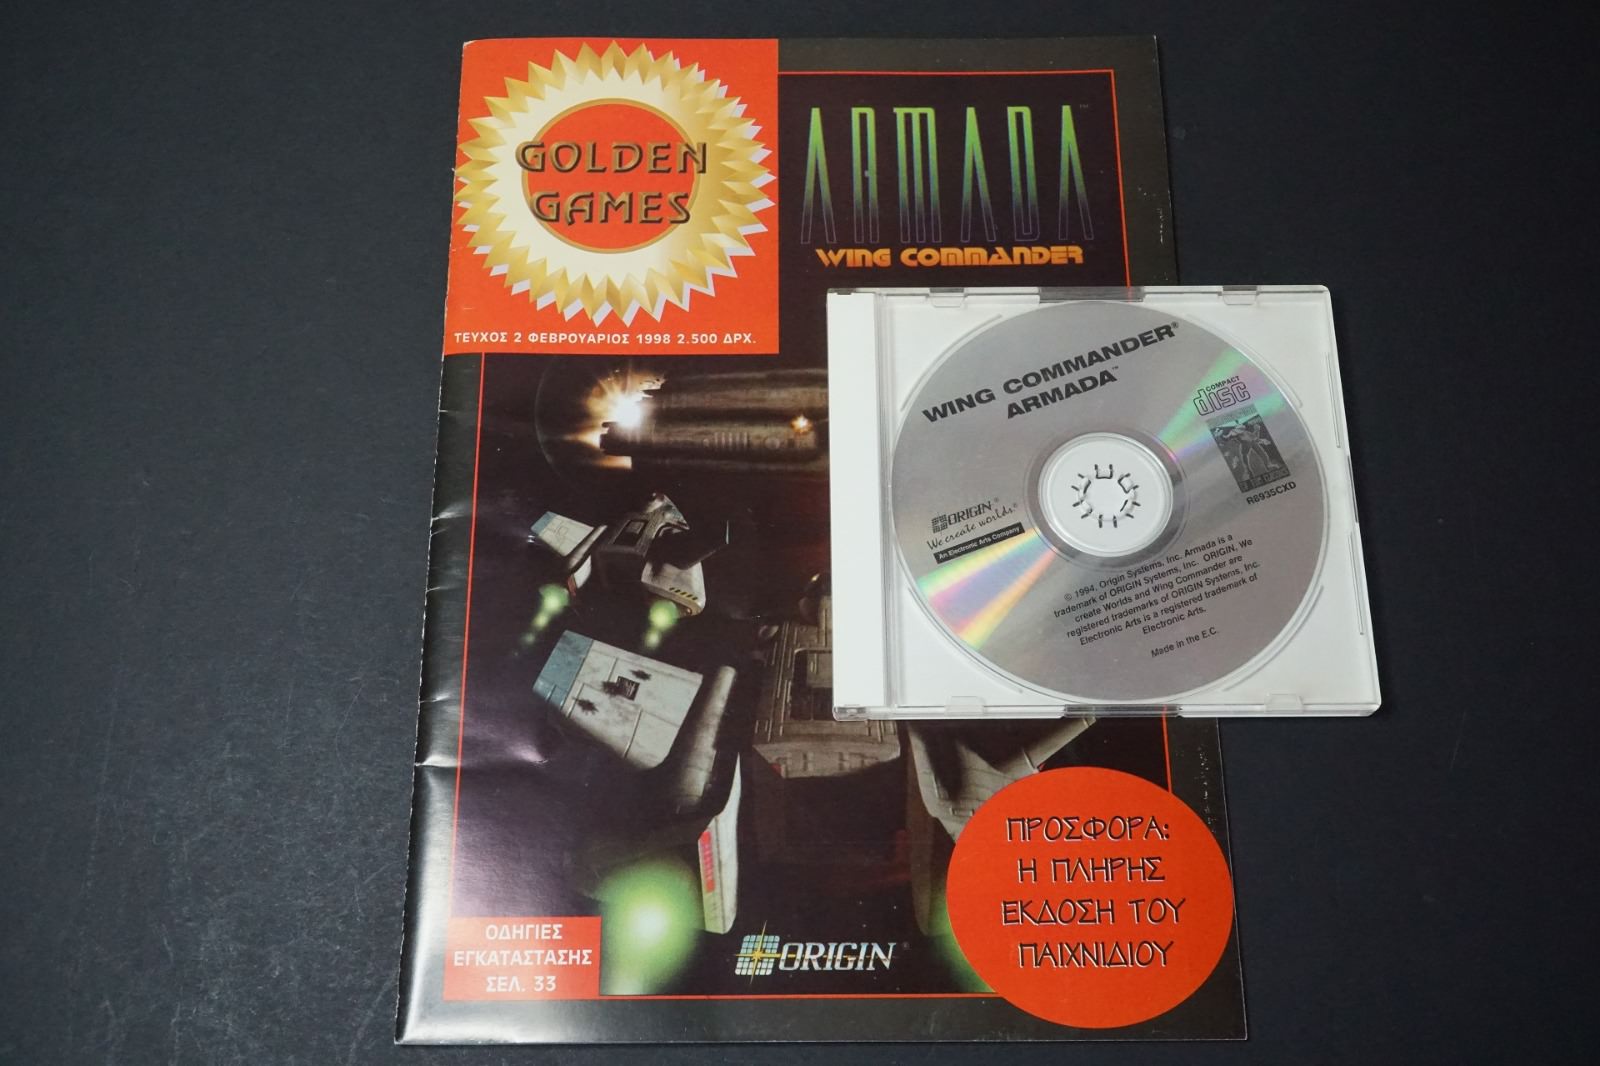 GOLDEN
GAMES
ΤΕΥΧΟΣ 2 ΦΕΒΡΟΥΑΡΙΟΣ 1998 2.500 ΔΡΧ.
ARMADA™
WING COMMANDER
WING COMMANDER®
ARMADA™
COMPACT
disc
R8935CXD
ORIGIN®
We create worlds®
An Electronic Arts Company
© 1994, Origin Systems, Inc. Armada is a
trademark of ORIGIN Systems, Inc. ORIGIN, We
create Worlds and Wing Commander are
registered trademarks of ORIGIN Systems, Inc.
Electronic Arts is a registered trademark of
Electronic Arts.
Made in the E.C.
ΠΡΟΣΦΟΡΑ:
Η ΠΛΗΡΗΣ
ΕΚΔΟΣΗ ΤΟΥ
ΠΑΙΧΝΙΔΙΟΥ
ΟΔΗΓΙΕΣ
ΕΓΚΑΤΑΣΤΑΣΗΣ
ΣΕΛ. 33
ORIGIN®